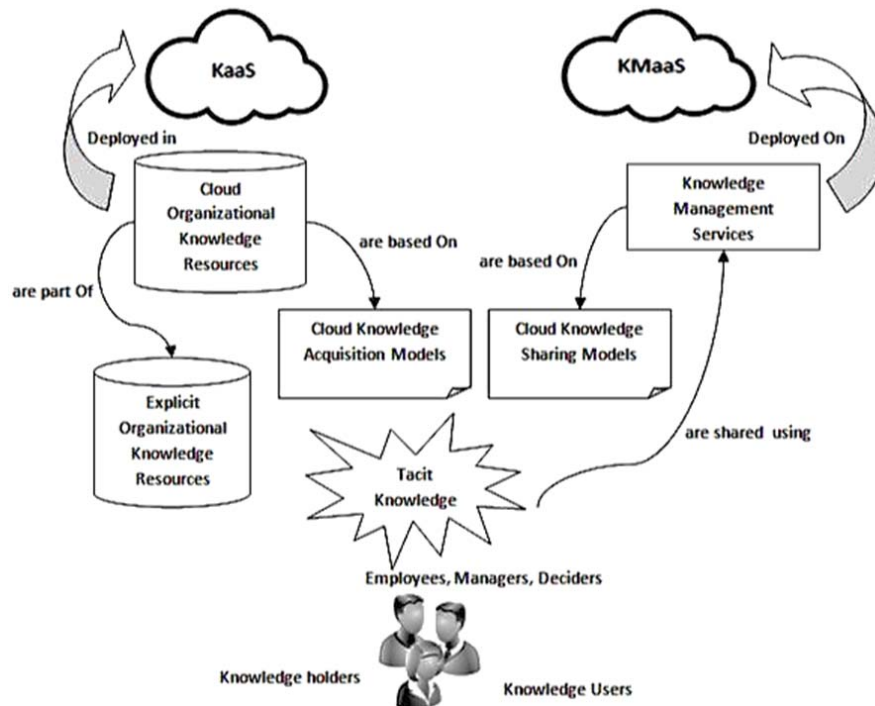 KaaS
KMaaS
Deployed in
Deployed On
Cloud
Organizational
Knowledge
Resources
Knowledge
Management
Services
are based On
are based On
are part Of
Cloud Knowledge
Acquisition Models
Cloud Knowledge
Sharing Models
Explicit
Organizational
Knowledge
Resources
are shared using
Tacit
Knowledge
Employees, Managers, Deciders
Knowledge holders
Knowledge Users